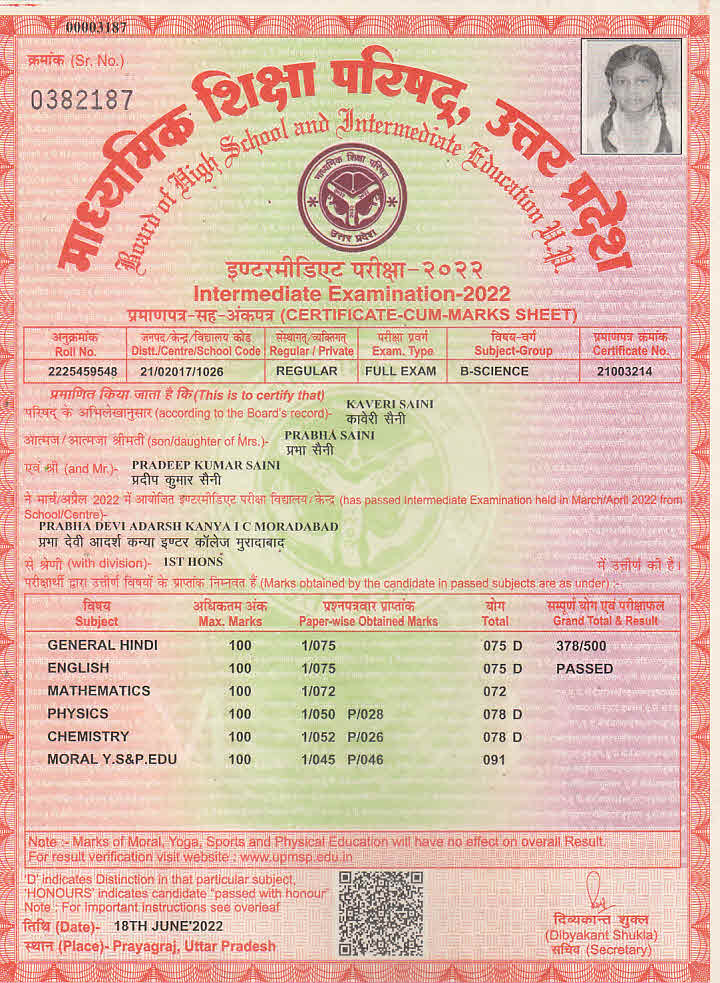 00003187
क्रमांक (Sr. No.)
0382187
माध्यमिक शिक्षा परिषद्, उत्तर प्रदेश
Board of High School and Intermediate Education U.P.
माध्यमिक शिक्षा परिषद्
उत्तर प्रदेश
इण्टरमीडिएट परीक्षा-२०२२
Intermediate Examination-2022
प्रमाणपत्र-सह-अंकपत्र (CERTIFICATE-CUM-MARKS SHEET)
अनुक्रमांक जनपद/केन्द्र/विद्यालय कोड संस्थागत/व्यक्तिगत परीक्षा प्रवर्ग विषय-वर्ग प्रमाणपत्र क्रमांक
Roll No. Distt./Centre/School Code Regular / Private Exam. Type Subject-Group Certificate No.
2225459548 21/02017/1026 REGULAR FULL EXAM B-SCIENCE 21003214
प्रमाणित किया जाता है कि (This is to certify that)
KAVERI SAINI
परिषद् के अभिलेखानुसार (according to the Board's record)- कावेरी सैनी
PRABHA SAINI
आत्मज/आत्मजा श्रीमती (son/daughter of Mrs.)- प्रभा सैनी
एवं श्री (and Mr.)- PRADEEP KUMAR SAINI
प्रदीप कुमार सैनी
ने मार्च/अप्रैल 2022 में आयोजित इण्टरमीडिएट परीक्षा विद्यालय/केन्द्र (has passed Intermediate Examination held in March/April 2022 from
School/Centre)-
PRABHA DEVI ADARSH KANYA I C MORADABAD
प्रभा देवी आदर्श कन्या इण्टर कॉलेज मुरादाबाद
से श्रेणी (with division)- 1ST HONS में उत्तीर्ण की है।
परीक्षार्थी द्वारा उत्तीर्ण विषयों के प्राप्तांक निम्नवत हैं (Marks obtained by the candidate in passed subjects are as under) :-
विषय अधिकतम अंक प्रश्नपत्रवार प्राप्तांक योग सम्पूर्ण योग एवं परीक्षाफल
Subject Max. Marks Paper-wise Obtained Marks Total Grand Total & Result
GENERAL HINDI 100 1/075 075 D 378/500
ENGLISH 100 1/075 075 D PASSED
MATHEMATICS 100 1/072 072
PHYSICS 100 1/050 P/028 078 D
CHEMISTRY 100 1/052 P/026 078 D
MORAL Y.S&P.EDU 100 1/045 P/046 091
Note :- Marks of Moral, Yoga, Sports and Physical Education will have no effect on overall Result.
For result verification visit website : www.upmsp.edu.in
'D' indicates Distinction in that particular subject,
'HONOURS' indicates candidate "passed with honour"
Note : For Important Instructions see overleaf
तिथि (Date)- 18TH JUNE'2022
स्थान (Place)- Prayagraj, Uttar Pradesh
दिव्यकान्त शुक्ल
(Dibyakant Shukla)
सचिव (Secretary)